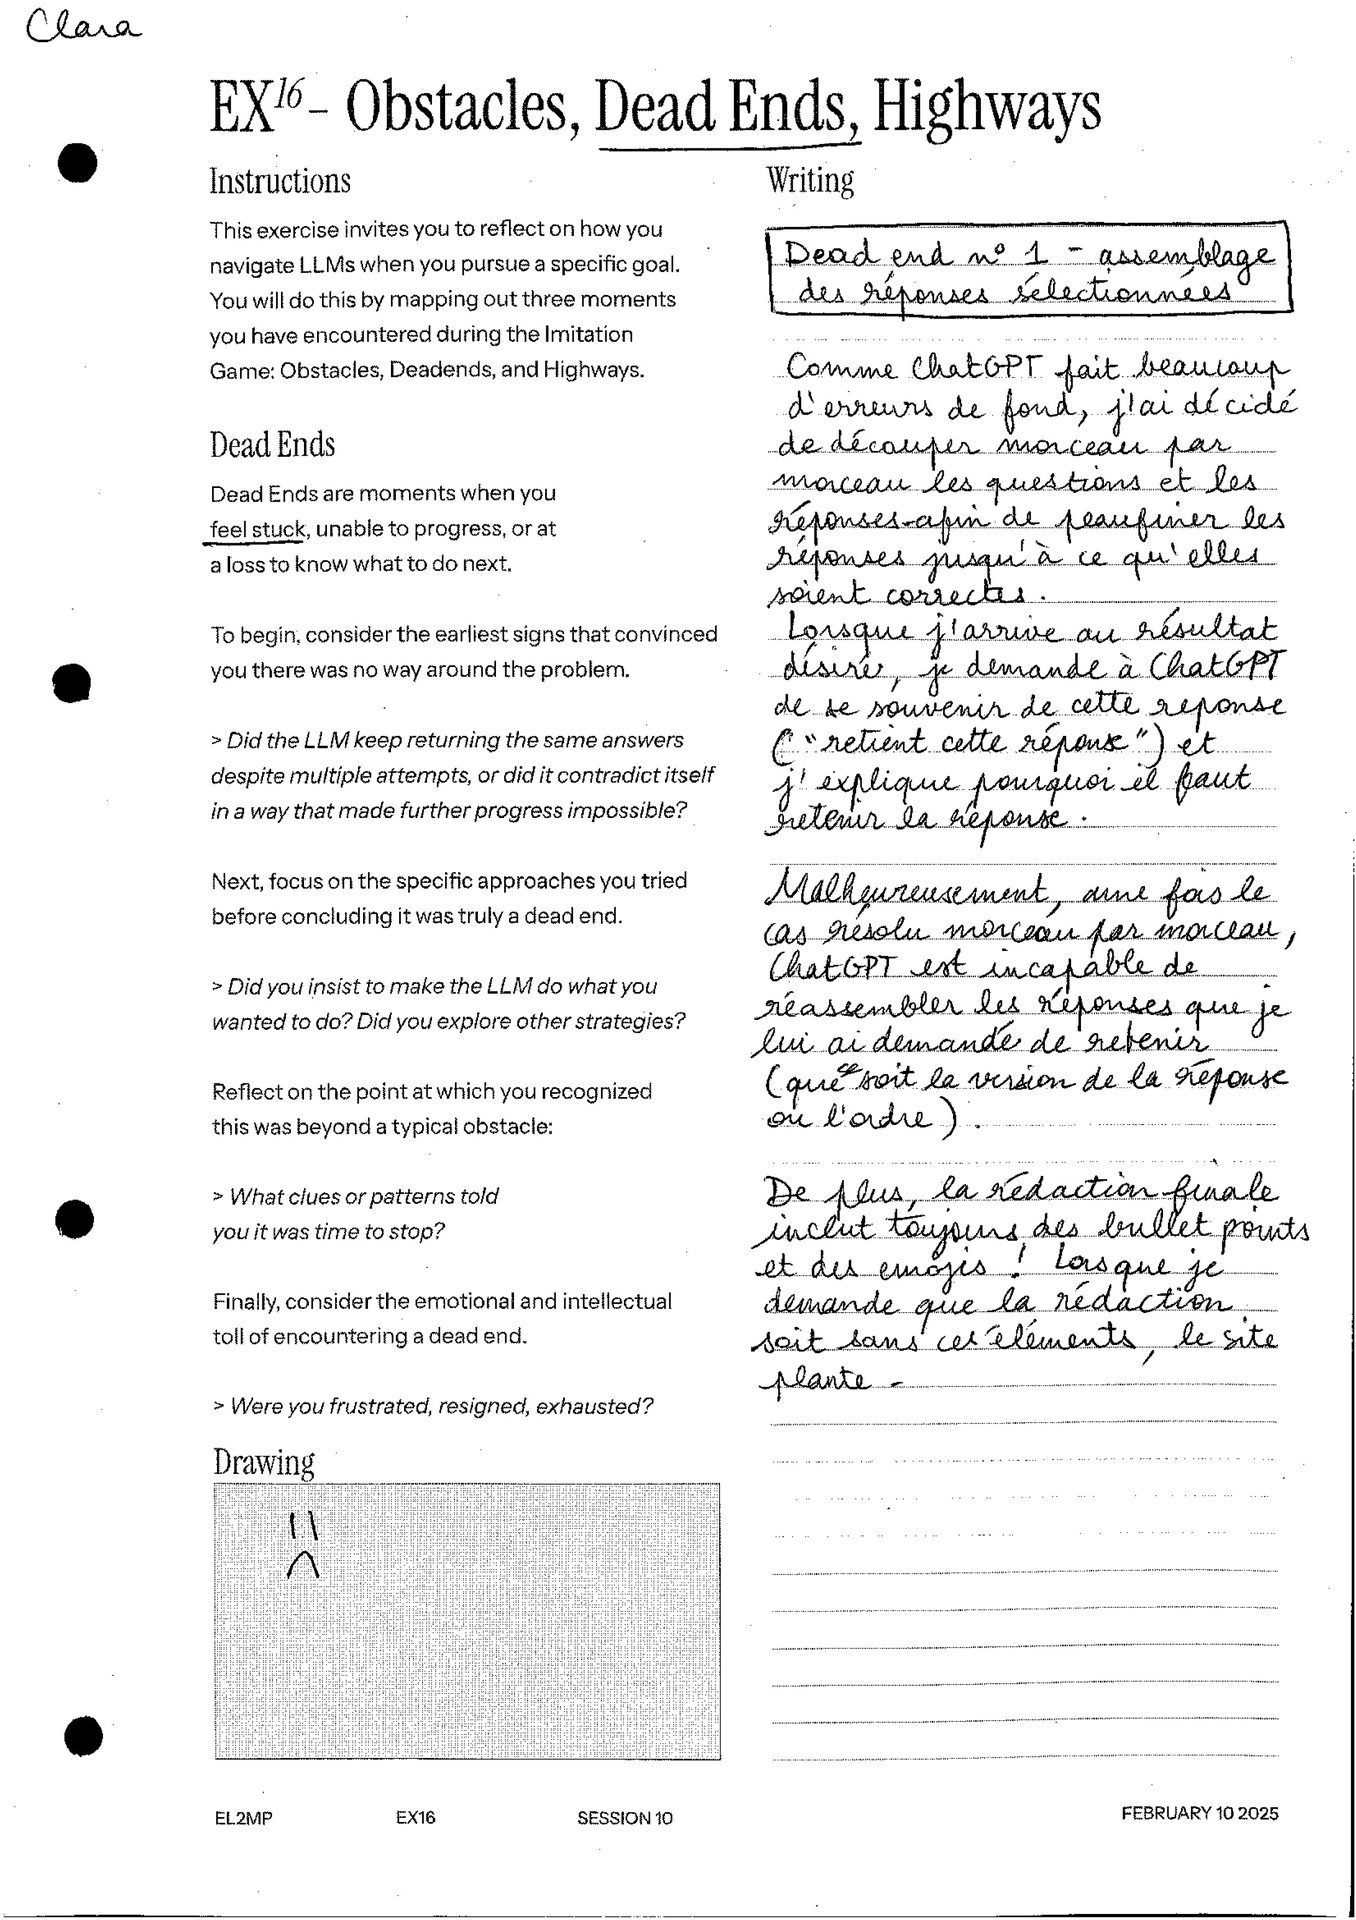 Clara
EX16 – Obstacles, Dead Ends, Highways
Instructions
This exercise invites you to reflect on how you
navigate LLMs when you pursue a specific goal.
You will do this by mapping out three moments
you have encountered during the Imitation
Game: Obstacles, Deadends, and Highways.
Dead Ends
Dead Ends are moments when you
feel stuck, unable to progress, or at
a loss to know what to do next.
To begin, consider the earliest signs that convinced
you there was no way around the problem.
> Did the LLM keep returning the same answers
despite multiple attempts, or did it contradict itself
in a way that made further progress impossible?
Next, focus on the specific approaches you tried
before concluding it was truly a dead end.
> Did you insist to make the LLM do what you
wanted to do? Did you explore other strategies?
Reflect on the point at which you recognized
this was beyond a typical obstacle:
> What clues or patterns told
you it was time to stop?
Finally, consider the emotional and intellectual
toll of encountering a dead end.
> Were you frustrated, resigned, exhausted?
Drawing
Writing
Dead end n° 1 - assemblage
des réponses sélectionnées
Comme ChatGPT fait beaucoup
d'erreurs de fond, j'ai décidé
de découper morceau par
morceau les questions et les
réponses afin de peaufiner les
réponses jusqu'à ce qu'elles
soient correctes.
Lorsque j'arrive au résultat
désiré, je demande à ChatGPT
de se souvenir de cette reponse
("retient cette réponse") et
j'explique pourquoi il faut
retenir la réponse.
Malheureusement, une fois le
cas résolu morceau par morceau,
ChatGPT est incapable de
réassembler les réponses que je
lui ai demandé de retenir
(que ce soit la version de la réponse
ou l'ordre).
De plus, la rédaction finale
inclut toujours des bullet points
et des emojis ! Lorsque je
demande que la rédaction
soit sans ces éléments, le site
plante -
EL2MP EX16 SESSION 10 FEBRUARY 10 2025